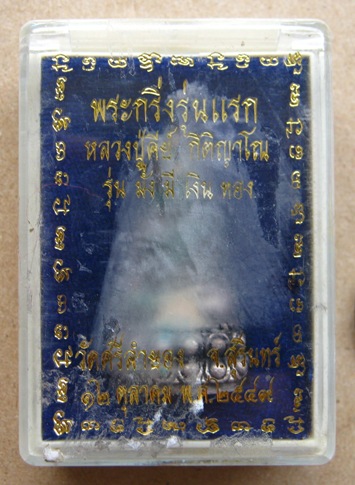 พระกริ่งรุ่นแรก
หลวงปู่คีย์ กิติญาโณ
รุ่น มั่ง มี เงิน ทอง
วัดศรีลำยอง จ.สุรินทร์
๑๒ ตุลาคม พ.ศ. ๒๕๔๗